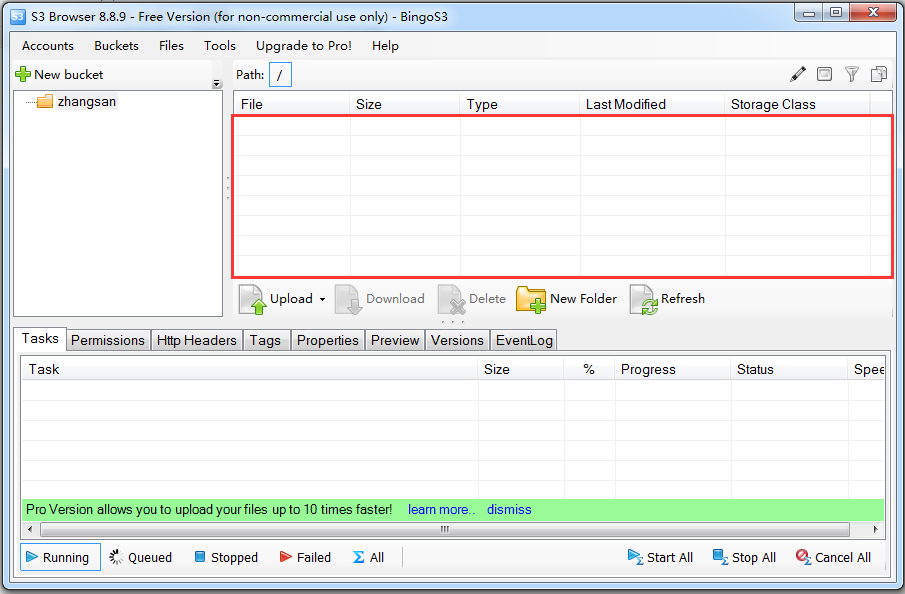 S3 Browser 8.8.9 - Free Version (for non-commercial use only) - BingoS3
Accounts Buckets Files Tools Upgrade to Pro! Help
New bucket
Path: /
zhangsan
File Size Type Last Modified Storage Class
Upload Download Delete New Folder Refresh
Tasks Permissions Http Headers Tags Properties Preview Versions EventLog
Task Size % Progress Status Spee
Pro Version allows you to upload your files up to 10 times faster! learn more.. dismiss
Running Queued Stopped Failed All Start All Stop All Cancel All